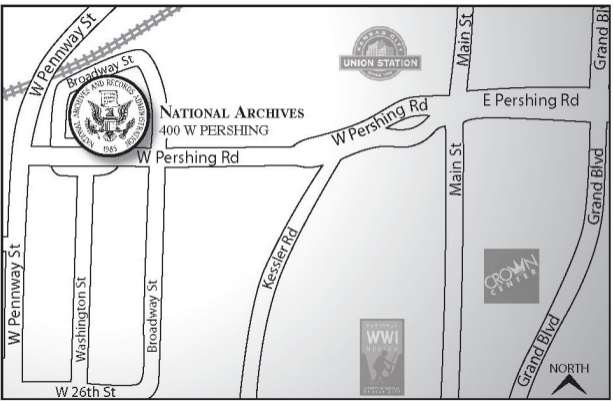 W Pennway St
Broadway St
NATIONAL ARCHIVES AND RECORDS ADMINISTRATION
1985
NATIONAL ARCHIVES
400 W PERSHING
KANSAS CITY
UNION STATION
Main St
Grand Blvd
W Pershing Rd
E Pershing Rd
W Pershing Rd
Main St
Grand Blvd
Kessler Rd
W Pennway St
Washington St
Broadway St
CROWN
CENTER
NATIONAL
WWI
MUSEUM
Grand Blvd
NORTH
W 26th St